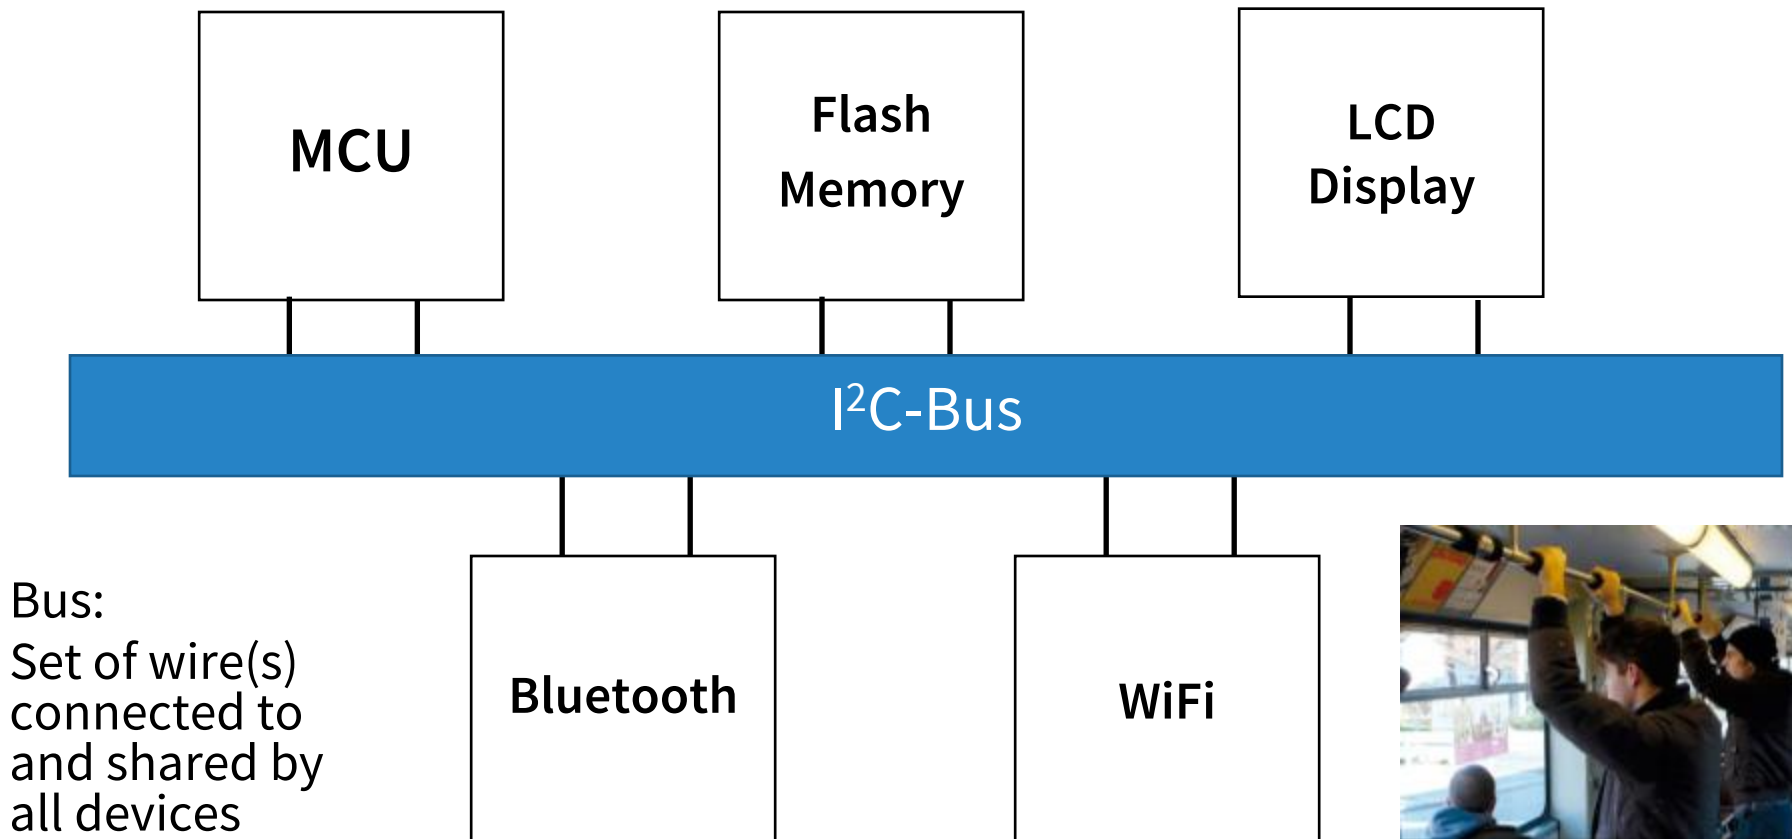 MCU
Flash
Memory
LCD
Display
I²C-Bus
Bus:
Set of wire(s)
connected to
and shared by
all devices
Bluetooth
WiFi